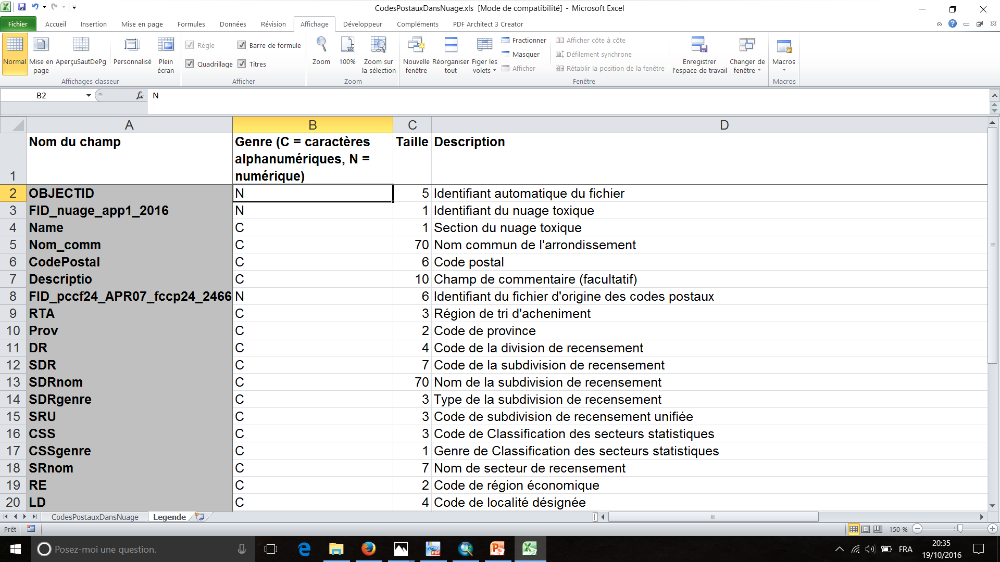 CodesPostauxDansNuage.xls [Mode de compatibilité] - Microsoft Excel
Fichier Accueil Insertion Mise en page Formules Données Révision Affichage Développeur Compléments PDF Architect 3 Creator
Normal
Mise en page
AperçuSautDePg
Personnalisé
Plein écran
Affichages classeur
Règle
Barre de formule
Quadrillage
Titres
Afficher
Zoom
100%
Zoom sur la sélection
Zoom
Nouvelle fenêtre
Réorganiser tout
Figer les volets
Fractionner
Masquer
Afficher
Afficher côte à côte
Défilement synchrone
Rétablir la position de la fenêtre
Enregistrer l'espace de travail
Changer de fenêtre
Fenêtre
Macros
Macros
B2 fx N
A B C D
1 Nom du champ Genre (C = caractères alphanumériques, N = numérique) Taille Description
2 OBJECTID N 5 Identifiant automatique du fichier
3 FID_nuage_app1_2016 N 1 Identifiant du nuage toxique
4 Name C 1 Section du nuage toxique
5 Nom_comm C 70 Nom commun de l'arrondissement
6 CodePostal C 6 Code postal
7 Descriptio C 10 Champ de commentaire (facultatif)
8 FID_pccf24_APR07_fccp24_2466 N 6 Identifiant du fichier d'origine des codes postaux
9 RTA C 3 Région de tri d'acheniment
10 Prov C 2 Code de province
11 DR C 4 Code de la division de recensement
12 SDR C 7 Code de la subdivision de recensement
13 SDRnom C 70 Nom de la subdivision de recensement
14 SDRgenre C 3 Type de la subdivision de recensement
15 SRU C 3 Code de subdivision de recensement unifiée
16 CSS C 3 Code de Classification des secteurs statistiques
17 CSSgenre C 1 Genre de Classification des secteurs statistiques
18 SRnom C 7 Nom de secteur de recensement
19 RE C 2 Code de région économique
20 LD C 4 Code de localité désignée
CodesPostauxDansNuage Legende
Prêt 150 %
Posez-moi une question. FRA 20:35
19/10/2016